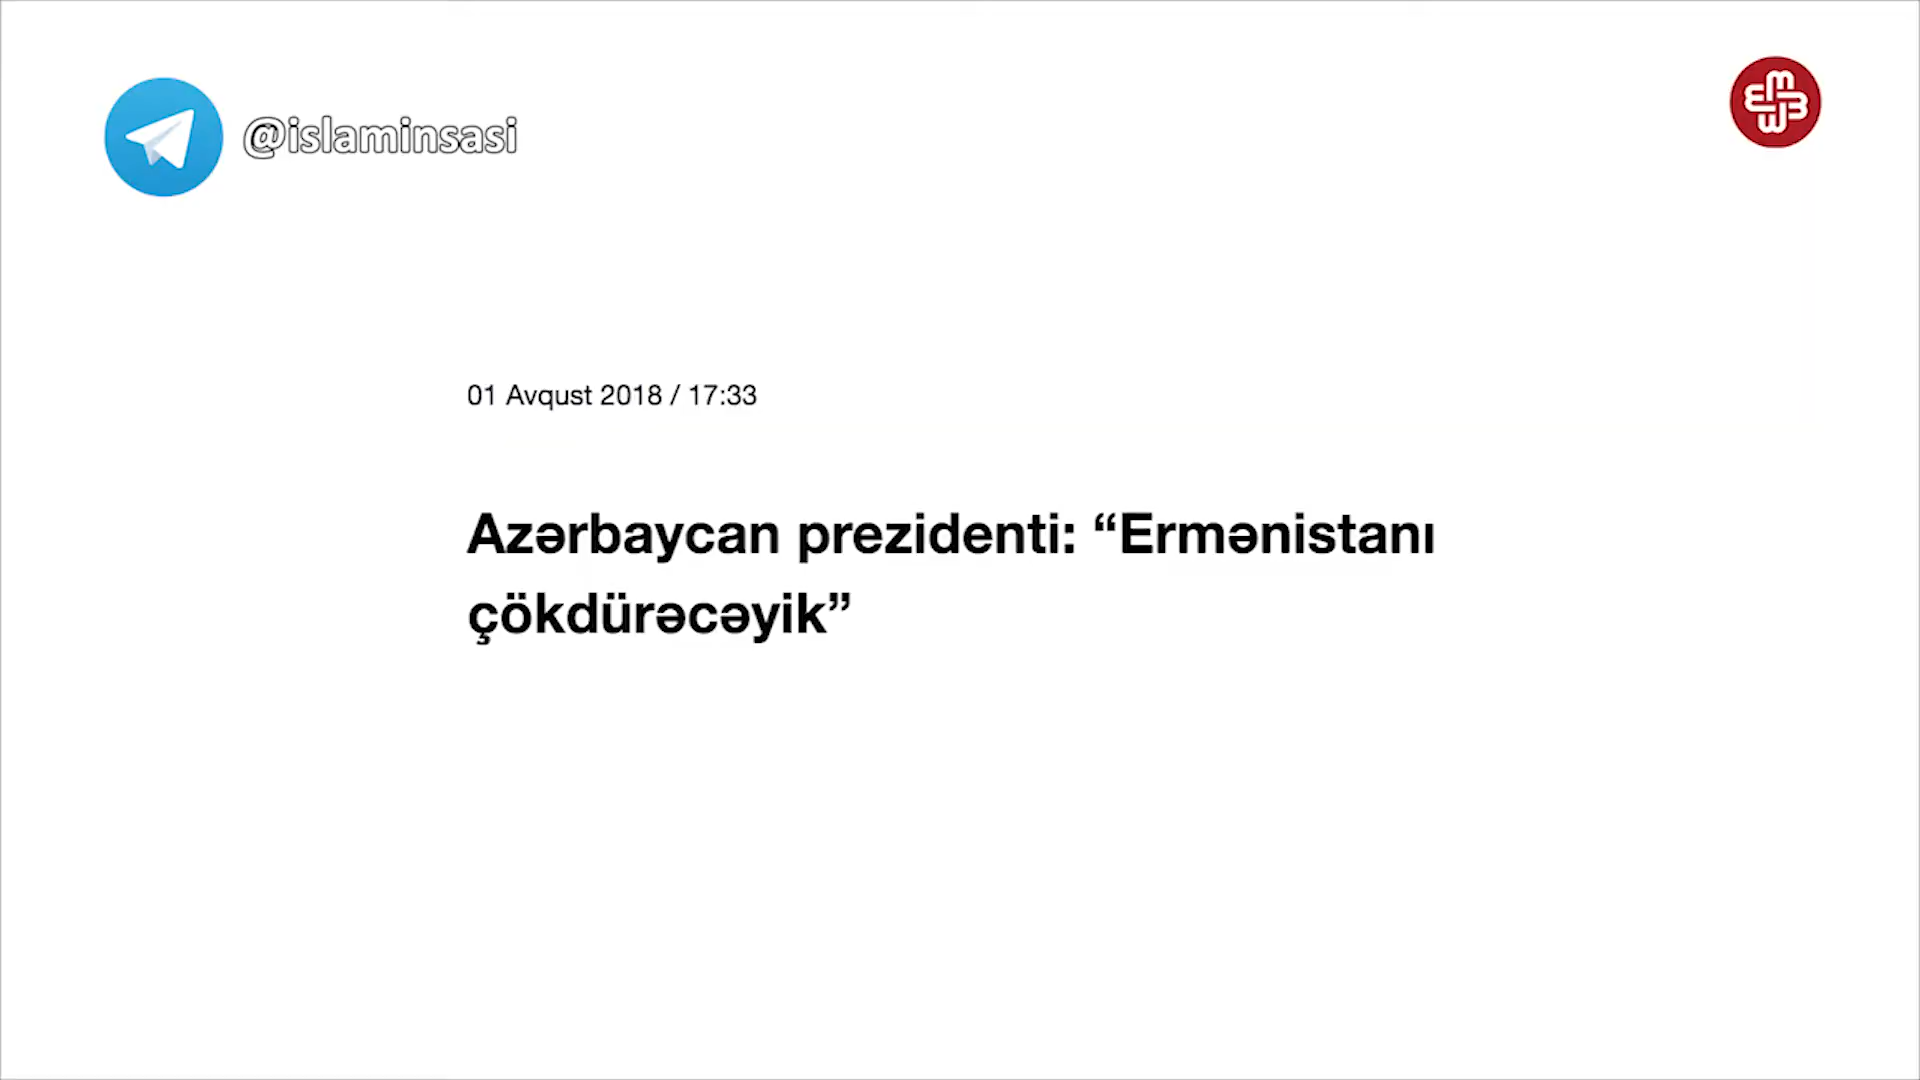 @islaminsasi
01 Avqust 2018 / 17:33
Azərbaycan prezidenti: “Ermənistanı
çökdürəcəyik”